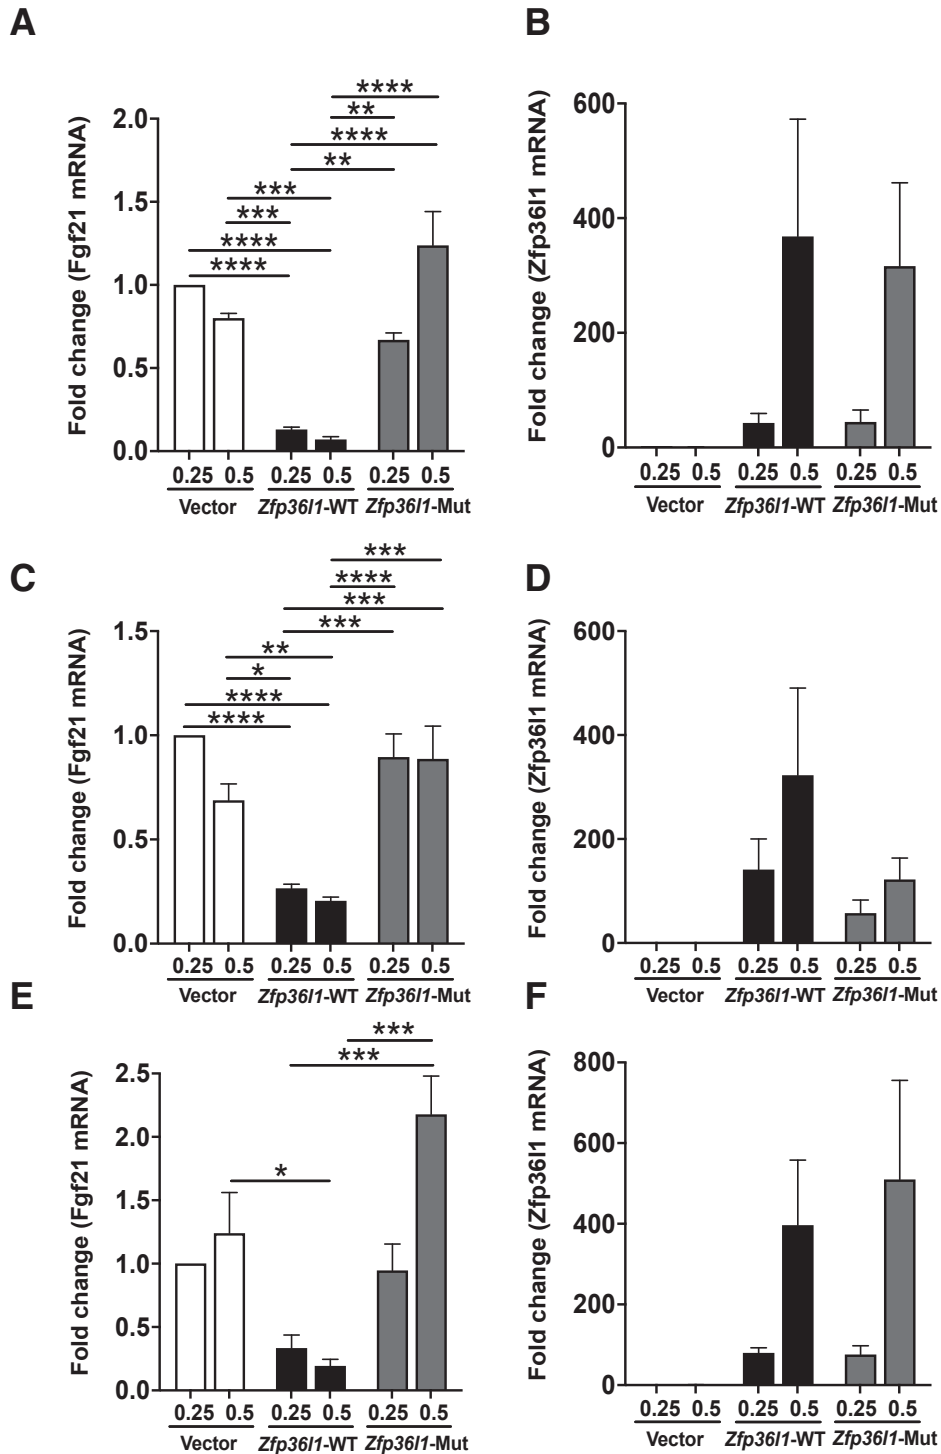 A
Fold change (Fgf21 mRNA)
2.0
1.5
1.0
0.5
0.0
****
**
****
**
***
***
****
****
0.25 0.5 0.25 0.5 0.25 0.5
Vector Zfp36l1-WT Zfp36l1-Mut
B
Fold change (Zfp36l1 mRNA)
600
400
200
0
0.25 0.5 0.25 0.5 0.25 0.5
Vector Zfp36l1-WT Zfp36l1-Mut
C
Fold change (Fgf21 mRNA)
1.5
1.0
0.5
0.0
***
****
***
***
**
*
****
****
0.25 0.5 0.25 0.5 0.25 0.5
Vector Zfp36l1-WT Zfp36l1-Mut
D
Fold change (Zfp36l1 mRNA)
600
400
200
0
0.25 0.5 0.25 0.5 0.25 0.5
Vector Zfp36l1-WT Zfp36l1-Mut
E
Fold change (Fgf21 mRNA)
2.5
2.0
1.5
1.0
0.5
0.0
***
***
*
0.25 0.5 0.25 0.5 0.25 0.5
Vector Zfp36l1-WT Zfp36l1-Mut
F
Fold change (Zfp36l1 mRNA)
800
600
400
200
0
0.25 0.5 0.25 0.5 0.25 0.5
Vector Zfp36l1-WT Zfp36l1-Mut